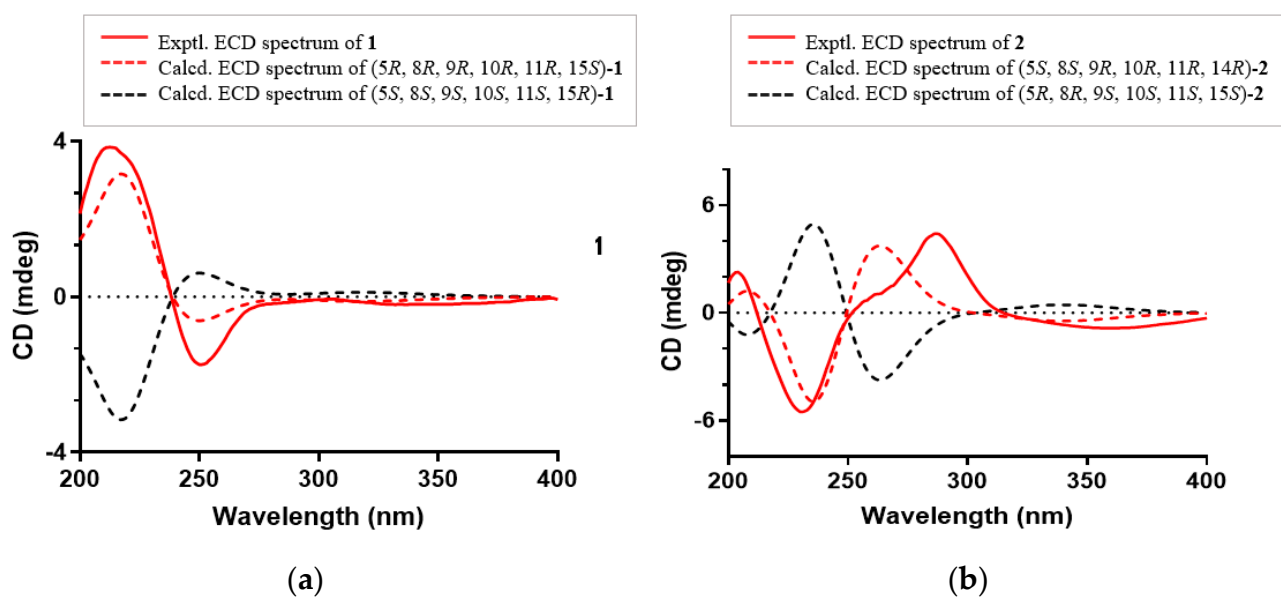 Exptl. ECD spectrum of 1
Calcd. ECD spectrum of (5R, 8R, 9R, 10R, 11R, 15S)-1
Calcd. ECD spectrum of (5S, 8S, 9S, 10S, 11S, 15R)-1
4
0
-4
CD (mdeg)
1
200 250 300 350 400
Wavelength (nm)
(a)
Exptl. ECD spectrum of 2
Calcd. ECD spectrum of (5S, 8S, 9R, 10R, 11R, 14R)-2
Calcd. ECD spectrum of (5R, 8R, 9S, 10S, 11S, 15S)-2
6
0
-6
CD (mdeg)
200 250 300 350 400
Wavelength (nm)
(b)